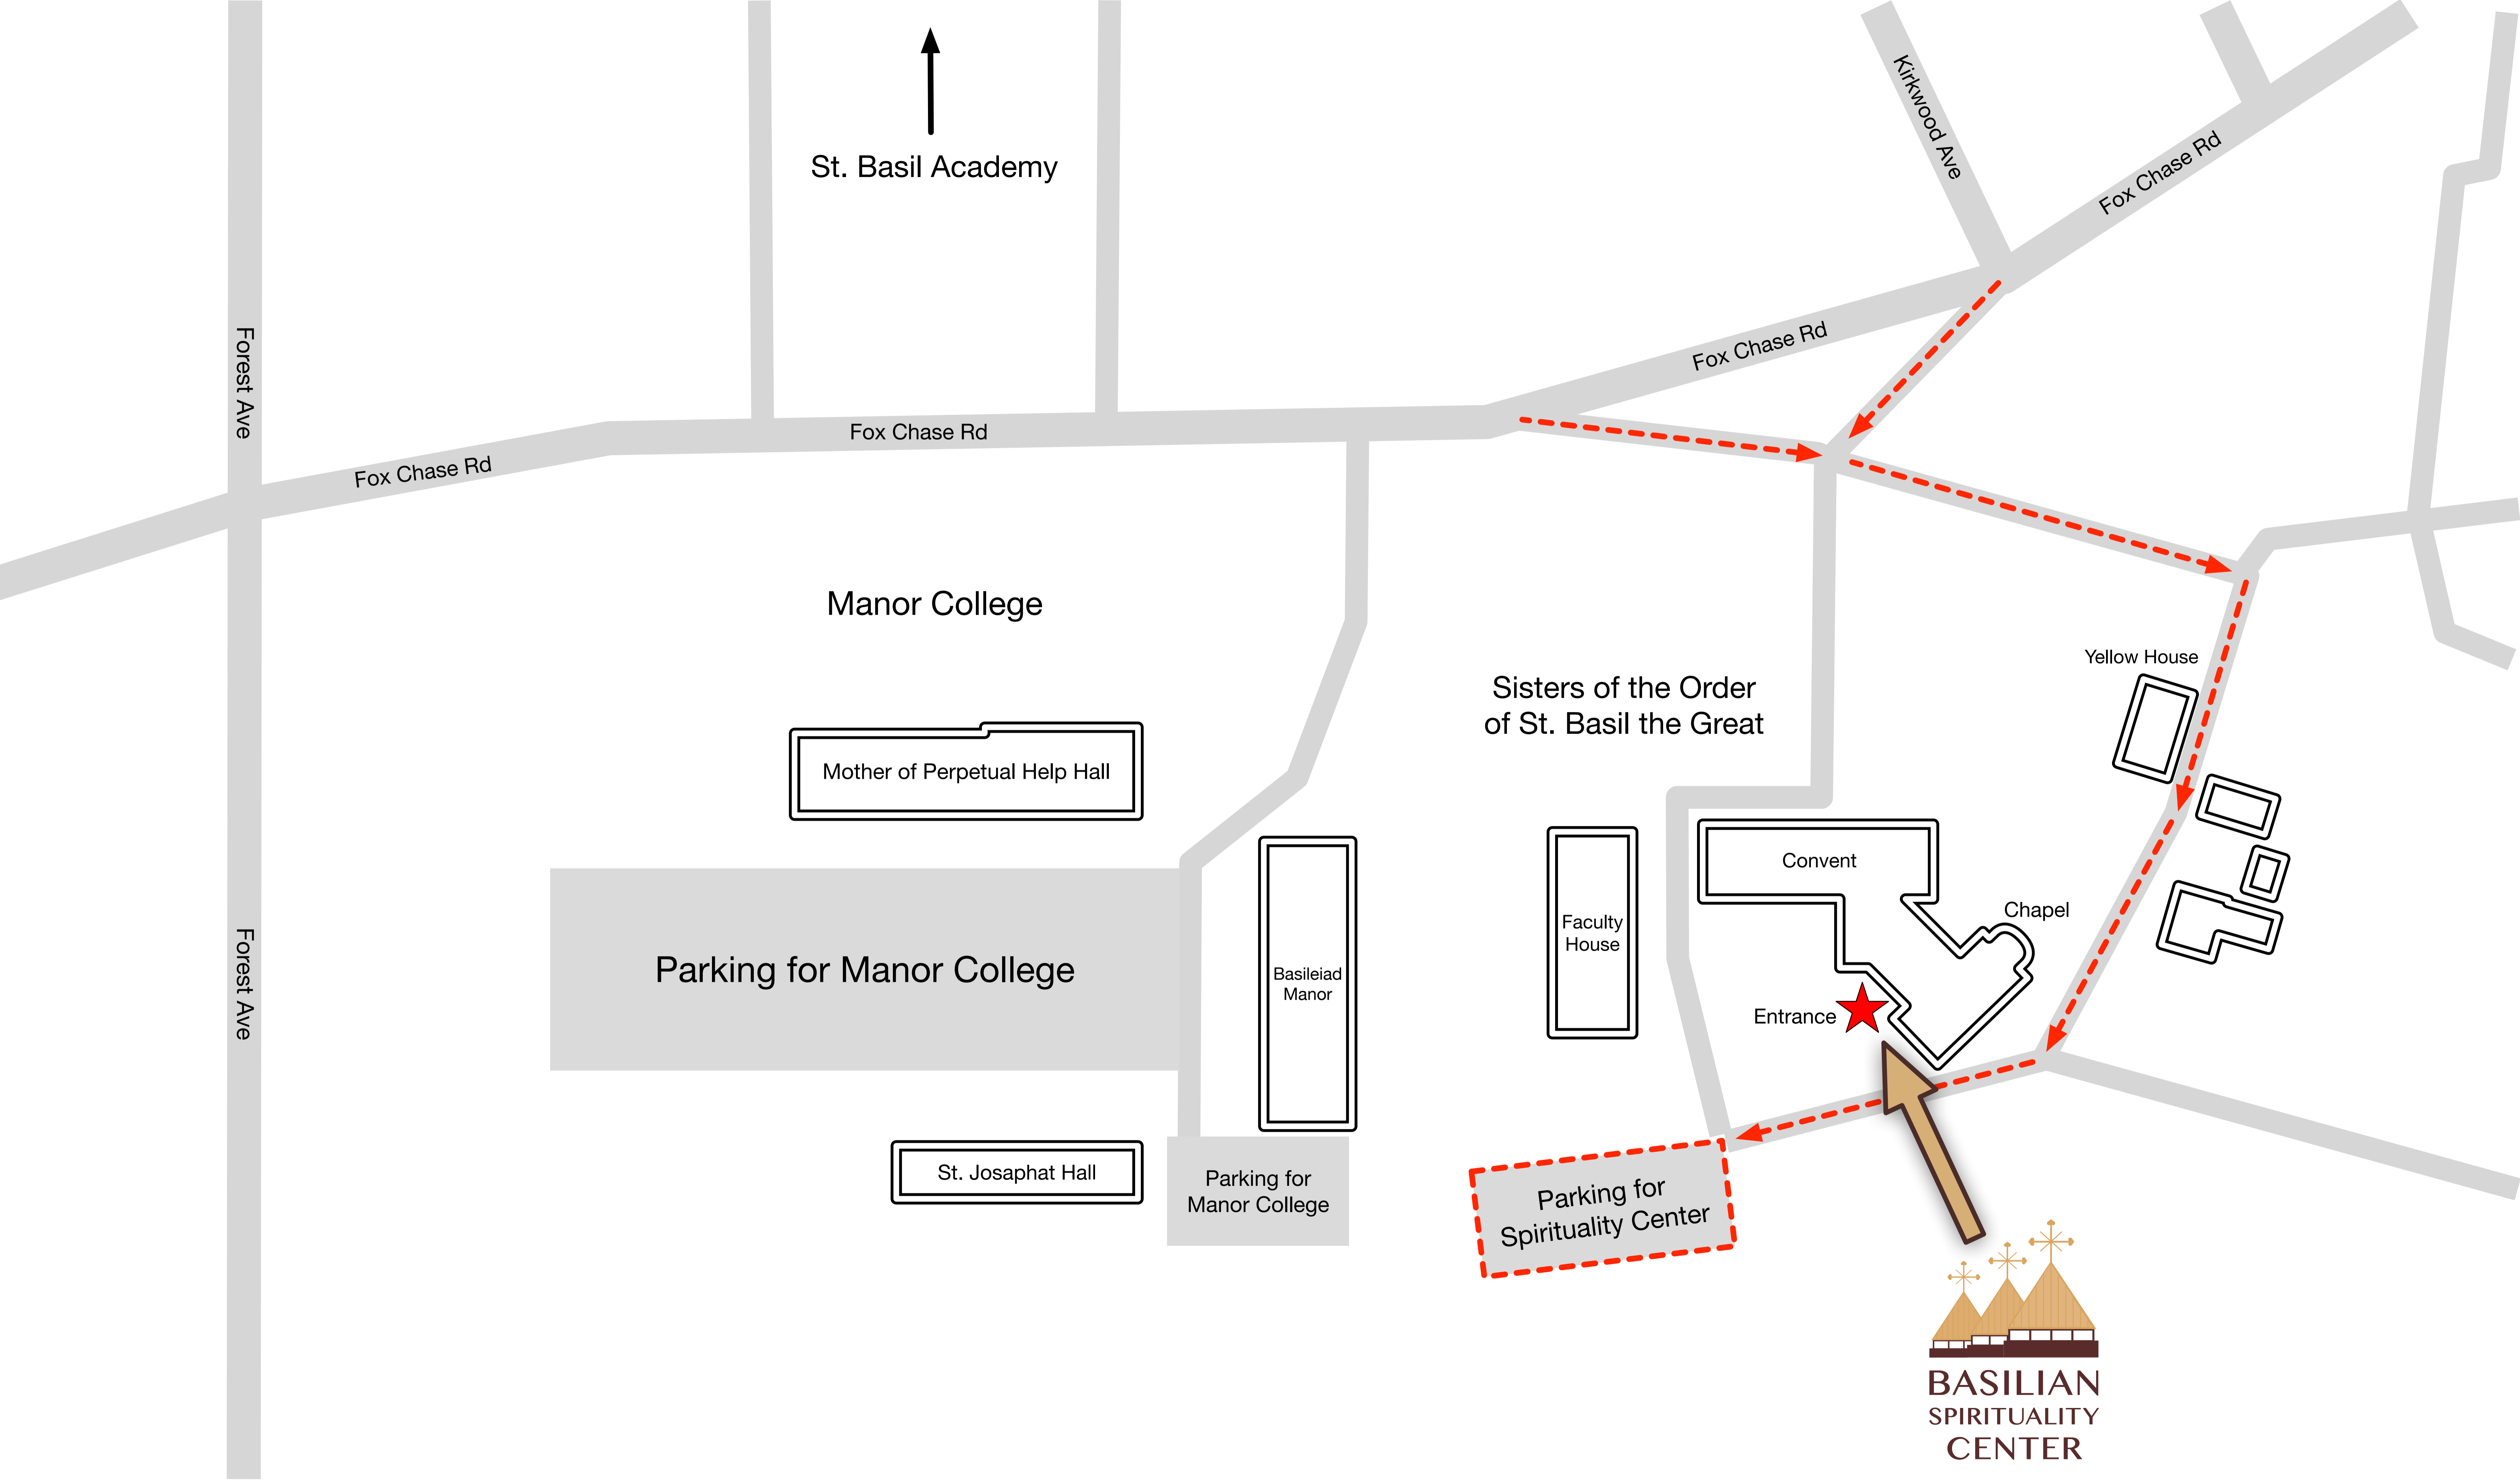 St. Basil Academy
Kirkwood Ave
Fox Chase Rd
Fox Chase Rd
Forest Ave
Fox Chase Rd
Fox Chase Rd
Manor College
Yellow House
Sisters of the Order
of St. Basil the Great
Mother of Perpetual Help Hall
Convent
Chapel
Faculty
House
Parking for Manor College
Basileiad
Manor
Forest Ave
Entrance
St. Josaphat Hall
Parking for
Manor College
Parking for
Spirituality Center
BASILIAN
SPIRITUALITY
CENTER